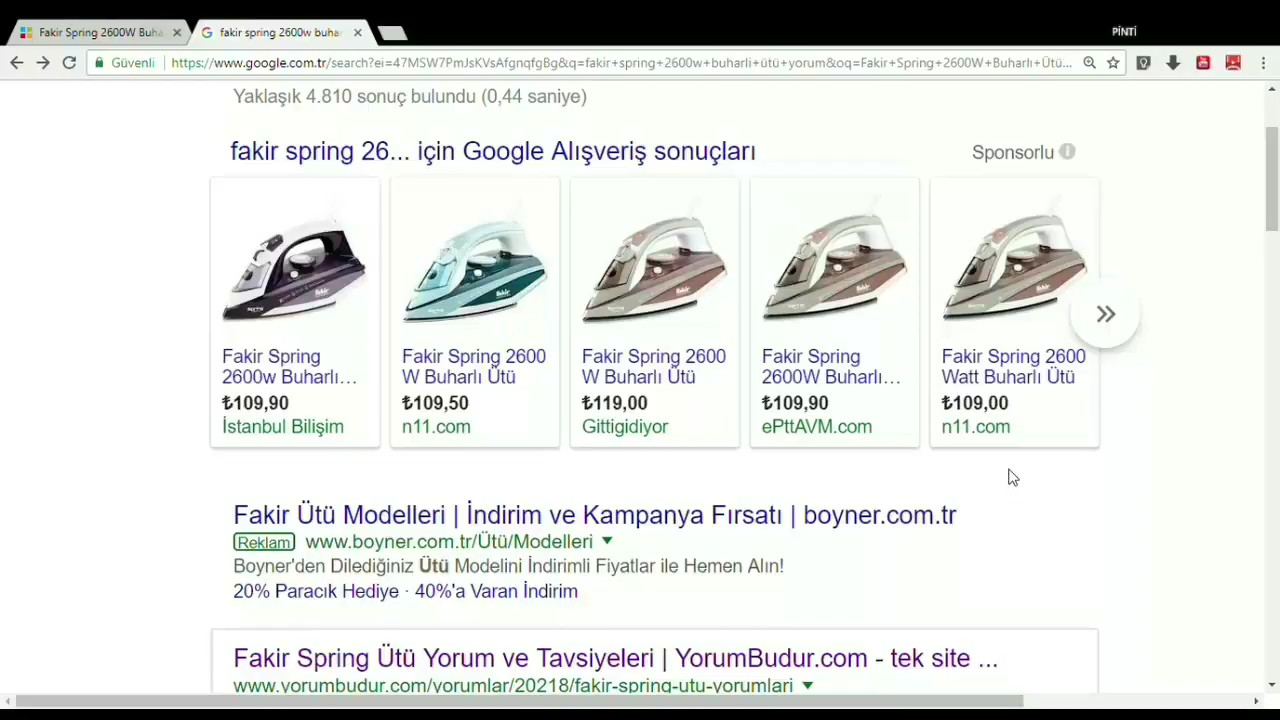 Fakir Spring 2600W Buha
fakir spring 2600w buha
PİNTİ
Güvenli
https://www.google.com.tr/search?ei=47MSW7PmJsKVsAfgnqfgBg&q=fakir+spring+2600w+buharli+ütü+yorum&oq=Fakir+Spring+2600W+Buharlı+Ütü...
Yaklaşık 4.810 sonuç bulundu (0,44 saniye)
fakir spring 26... için Google Alışveriş sonuçları
Sponsorlu
Fakir Spring
2600w Buharlı...
₺109,90
İstanbul Bilişim
Fakir Spring 2600
W Buharlı Ütü
₺109,50
n11.com
Fakir Spring 2600
W Buharlı Ütü
₺119,00
Gittigidiyor
Fakir Spring
2600W Buharlı...
₺109,90
ePttAVM.com
Fakir Spring 2600
Watt Buharlı Ütü
₺109,00
n11.com
Fakir Ütü Modelleri | İndirim ve Kampanya Fırsatı | boyner.com.tr
Reklam www.boyner.com.tr/Ütü/Modelleri
Boyner'den Dilediğiniz Ütü Modelini İndirimli Fiyatlar ile Hemen Alın!
20% Paracık Hediye · 40%'a Varan İndirim
Fakir Spring Ütü Yorum ve Tavsiyeleri | YorumBudur.com - tek site ...
www.yorumbudur.com/yorumlar/20218/fakir-spring-utu-yorumlari